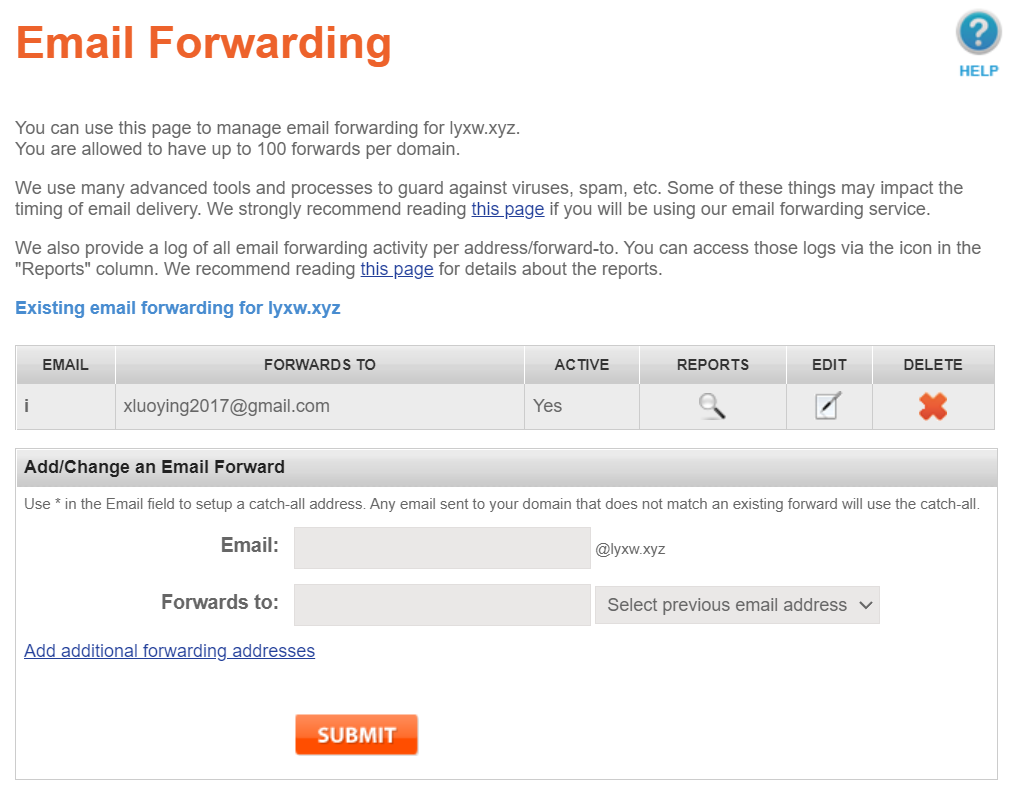 Email Forwarding
HELP
You can use this page to manage email forwarding for lyxw.xyz.
You are allowed to have up to 100 forwards per domain.
We use many advanced tools and processes to guard against viruses, spam, etc. Some of these things may impact the
timing of email delivery. We strongly recommend reading this page if you will be using our email forwarding service.
We also provide a log of all email forwarding activity per address/forward-to. You can access those logs via the icon in the
"Reports" column. We recommend reading this page for details about the reports.
Existing email forwarding for lyxw.xyz
EMAIL FORWARDS TO ACTIVE REPORTS EDIT DELETE
i xluoying2017@gmail.com Yes
Add/Change an Email Forward
Use * in the Email field to setup a catch-all address. Any email sent to your domain that does not match an existing forward will use the catch-all.
Email: @lyxw.xyz
Forwards to: Select previous email address
Add additional forwarding addresses
SUBMIT